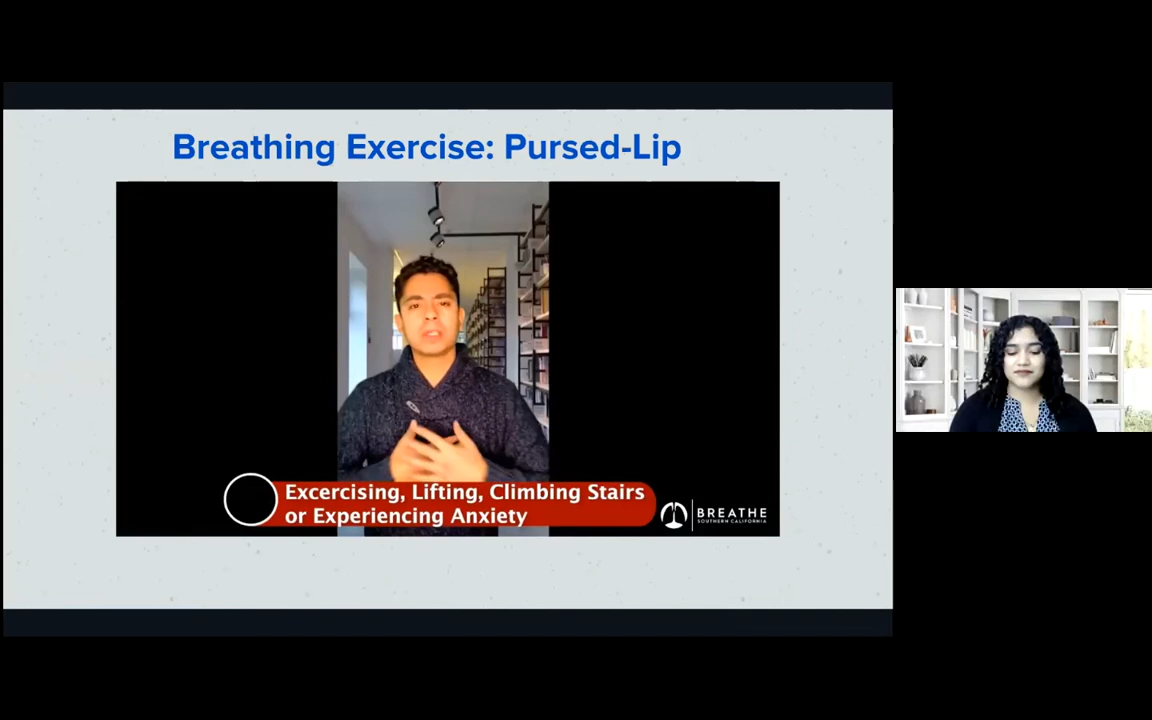 Breathing Exercise: Pursed-Lip
Excercising, Lifting, Climbing Stairs
or Experiencing Anxiety
BREATHE
SOUTHERN CALIFORNIA